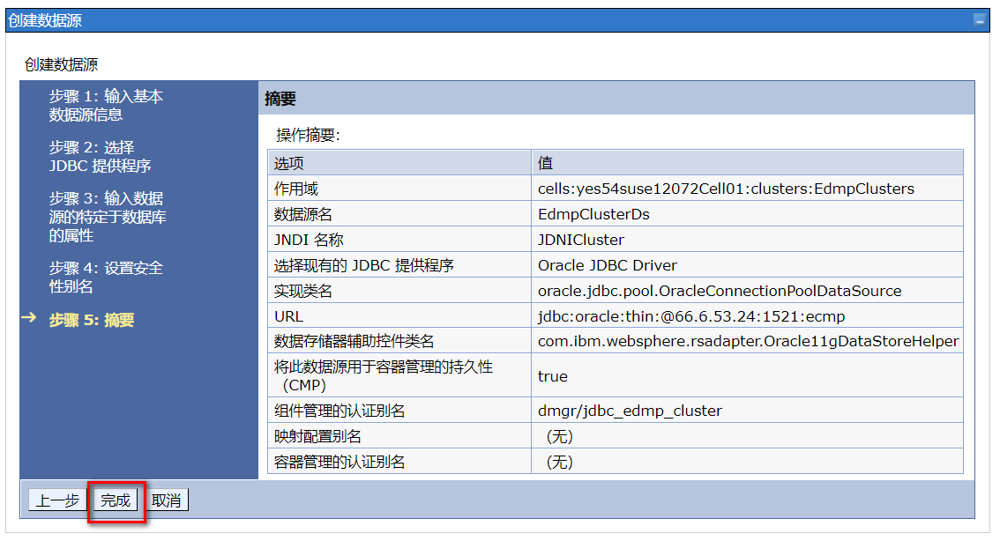 创建数据源
创建数据源
步骤 1: 输入基本
数据源信息
步骤 2: 选择
JDBC 提供程序
步骤 3: 输入数据
源的特定于数据库
的属性
步骤 4: 设置安全
性别名
步骤 5: 摘要
摘要
操作摘要:
选项 值
作用域 cells:yes54suse12072Cell01:clusters:EdmpClusters
数据源名 EdmpClusterDs
JNDI 名称 JDNICluster
选择现有的 JDBC 提供程序 Oracle JDBC Driver
实现类名 oracle.jdbc.pool.OracleConnectionPoolDataSource
URL jdbc:oracle:thin:@66.6.53.24:1521:ecmp
数据存储器辅助控件类名 com.ibm.websphere.rsadapter.Oracle11gDataStoreHelper
将此数据源用于容器管理的持久性
（CMP） true
组件管理的认证别名 dmgr/jdbc_edmp_cluster
映射配置别名 （无）
容器管理的认证别名 （无）
上一步 完成 取消